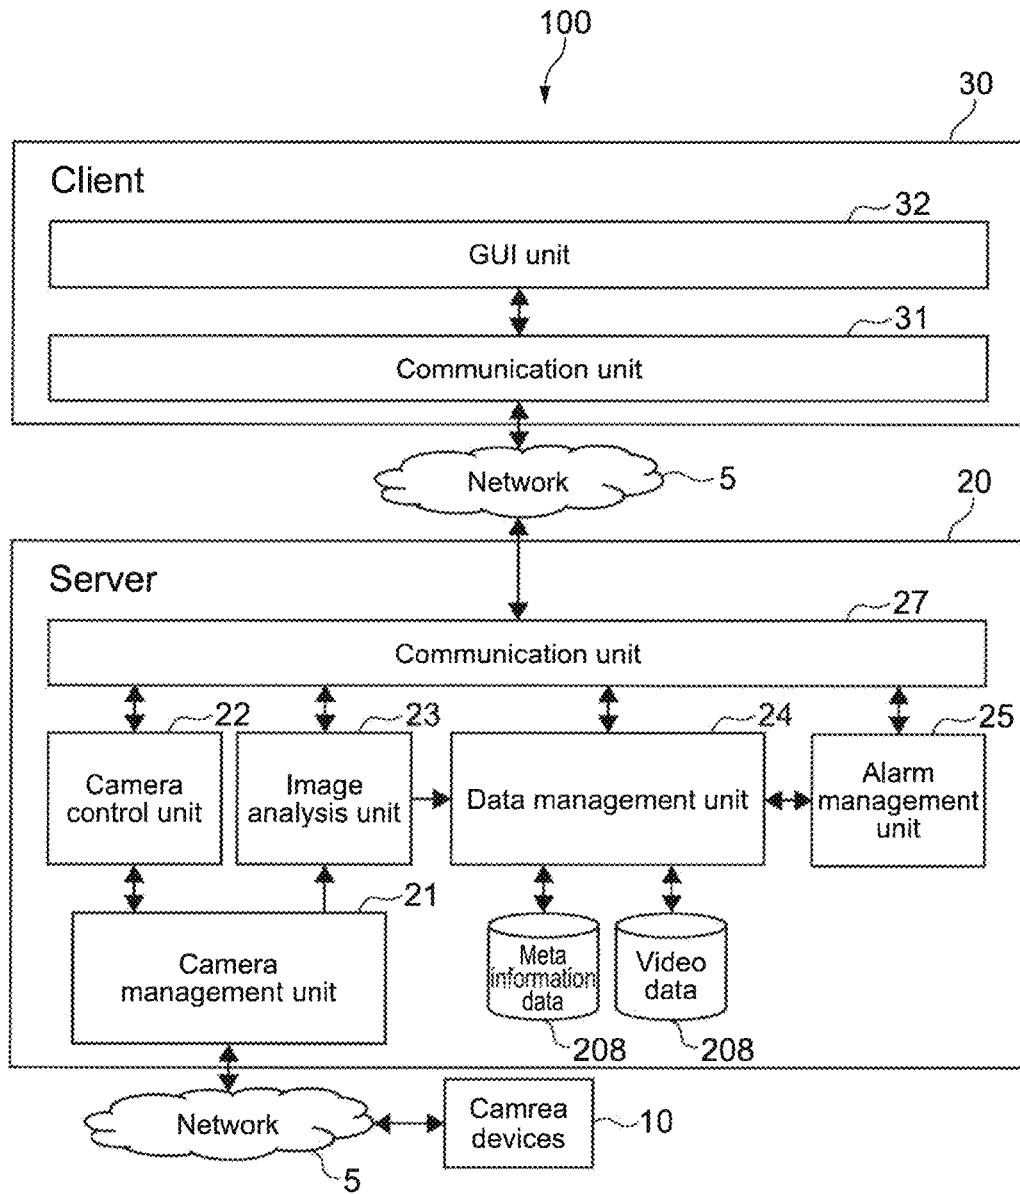 100
30
Client
32
GUI unit
31
Communication unit
Network
5
20
Server
27
Communication unit
22
23
24
25
Camera
control unit
Image
analysis unit
Data management unit
Alarm
management
unit
21
Camera
management unit
Meta
information
data
Video
data
208
208
Network
5
Camrea
devices
10